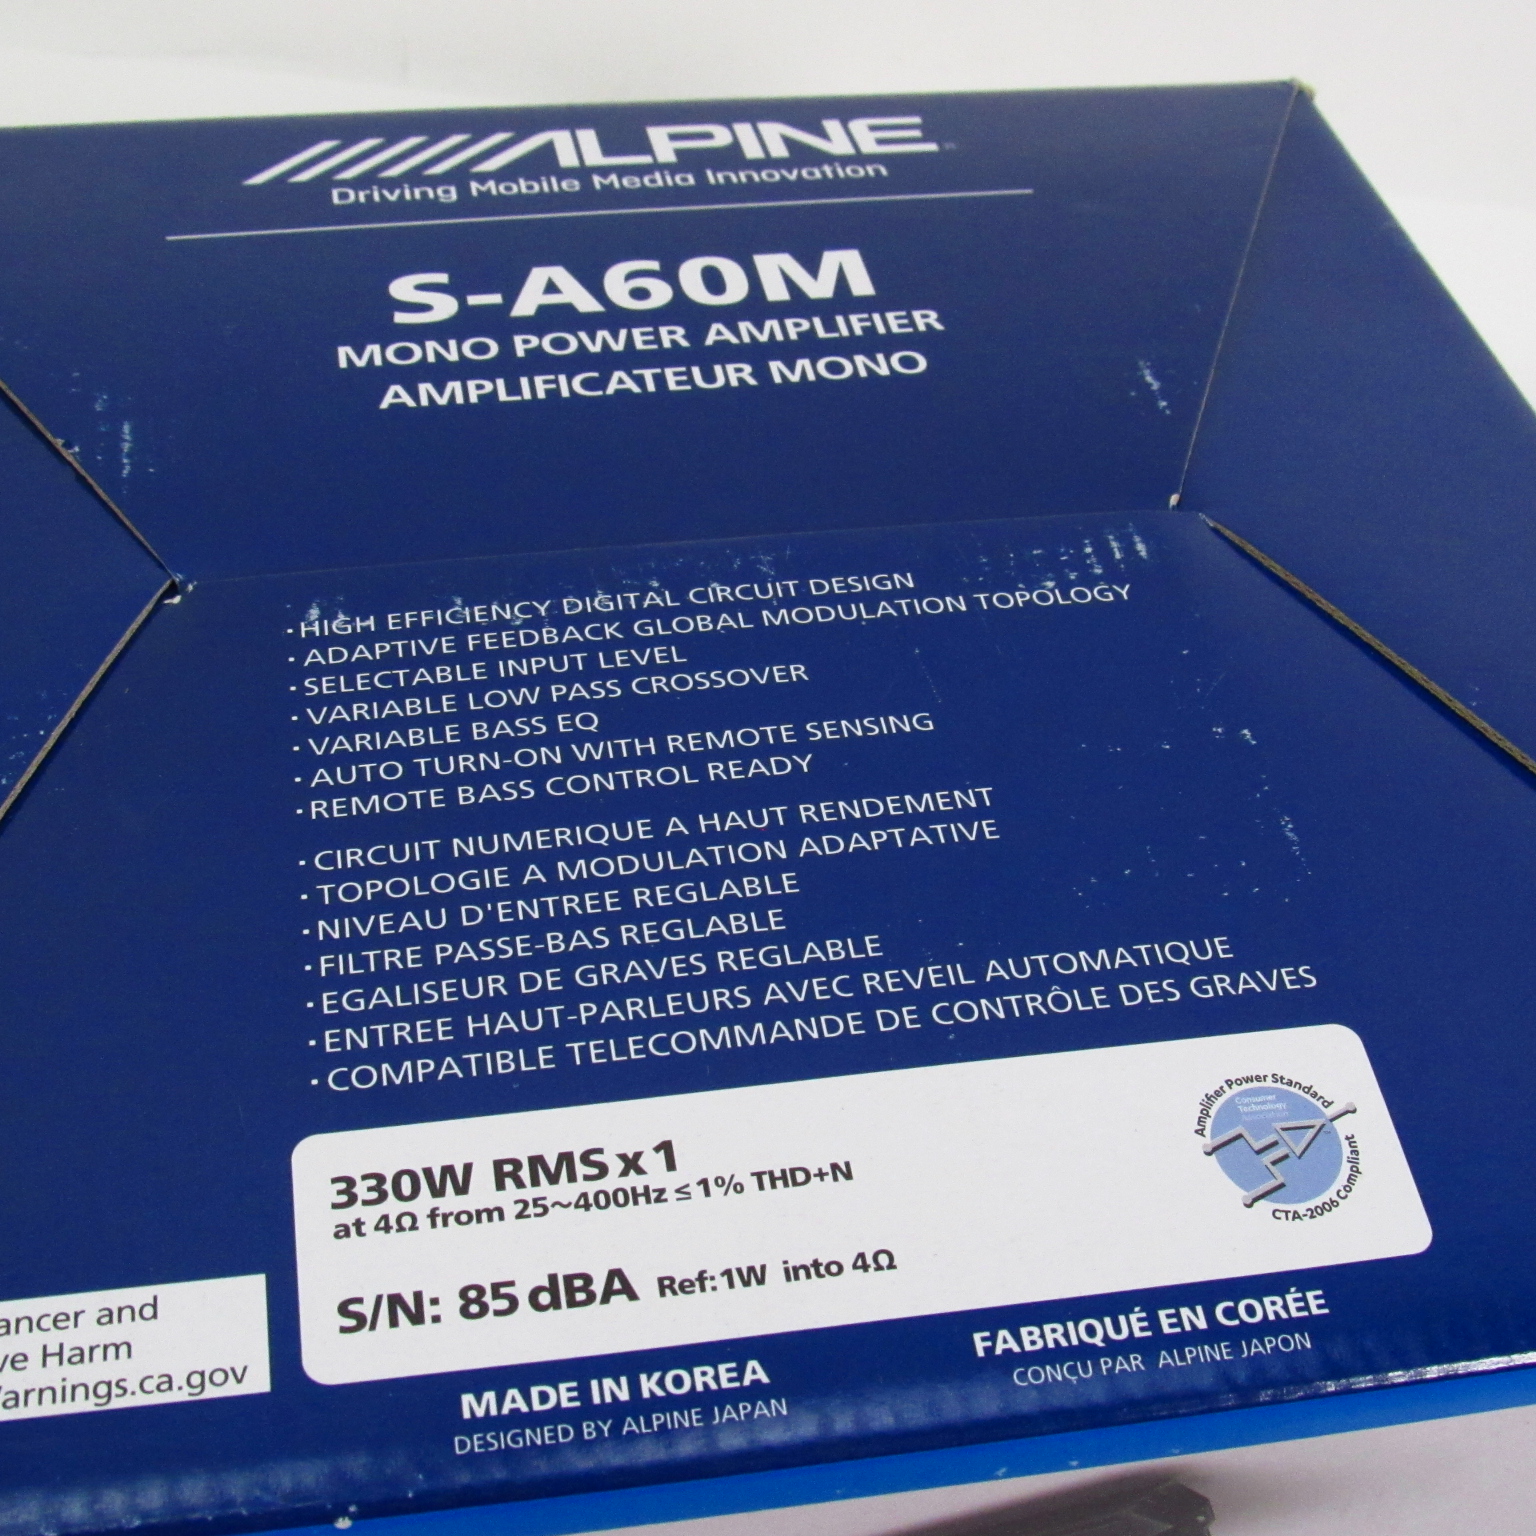 ALPINE
Driving Mobile Media Innovation
S-A60M
MONO POWER AMPLIFIER
AMPLIFICATEUR MONO
·HIGH EFFICIENCY DIGITAL CIRCUIT DESIGN
·ADAPTIVE FEEDBACK GLOBAL MODULATION TOPOLOGY
·SELECTABLE INPUT LEVEL
·VARIABLE LOW PASS CROSSOVER
·VARIABLE BASS EQ
·AUTO TURN-ON WITH REMOTE SENSING
·REMOTE BASS CONTROL READY
·CIRCUIT NUMERIQUE A HAUT RENDEMENT
·TOPOLOGIE A MODULATION ADAPTATIVE
·NIVEAU D'ENTREE REGLABLE
·FILTRE PASSE-BAS REGLABLE
·EGALISEUR DE GRAVES REGLABLE
·ENTREE HAUT-PARLEURS AVEC REVEIL AUTOMATIQUE
·COMPATIBLE TELECOMMANDE DE CONTRÔLE DES GRAVES
330W RMS x 1
at 4Ω from 25~400Hz ≤ 1% THD+N
S/N: 85 dBA Ref: 1W into 4Ω
Amplifier Power Standard
Consumer
Technology
Association
CTA-2006 Compliant
ancer and
ve Harm
arnings.ca.gov
MADE IN KOREA
DESIGNED BY ALPINE JAPAN
FABRIQUÉ EN CORÉE
CONÇU PAR ALPINE JAPON